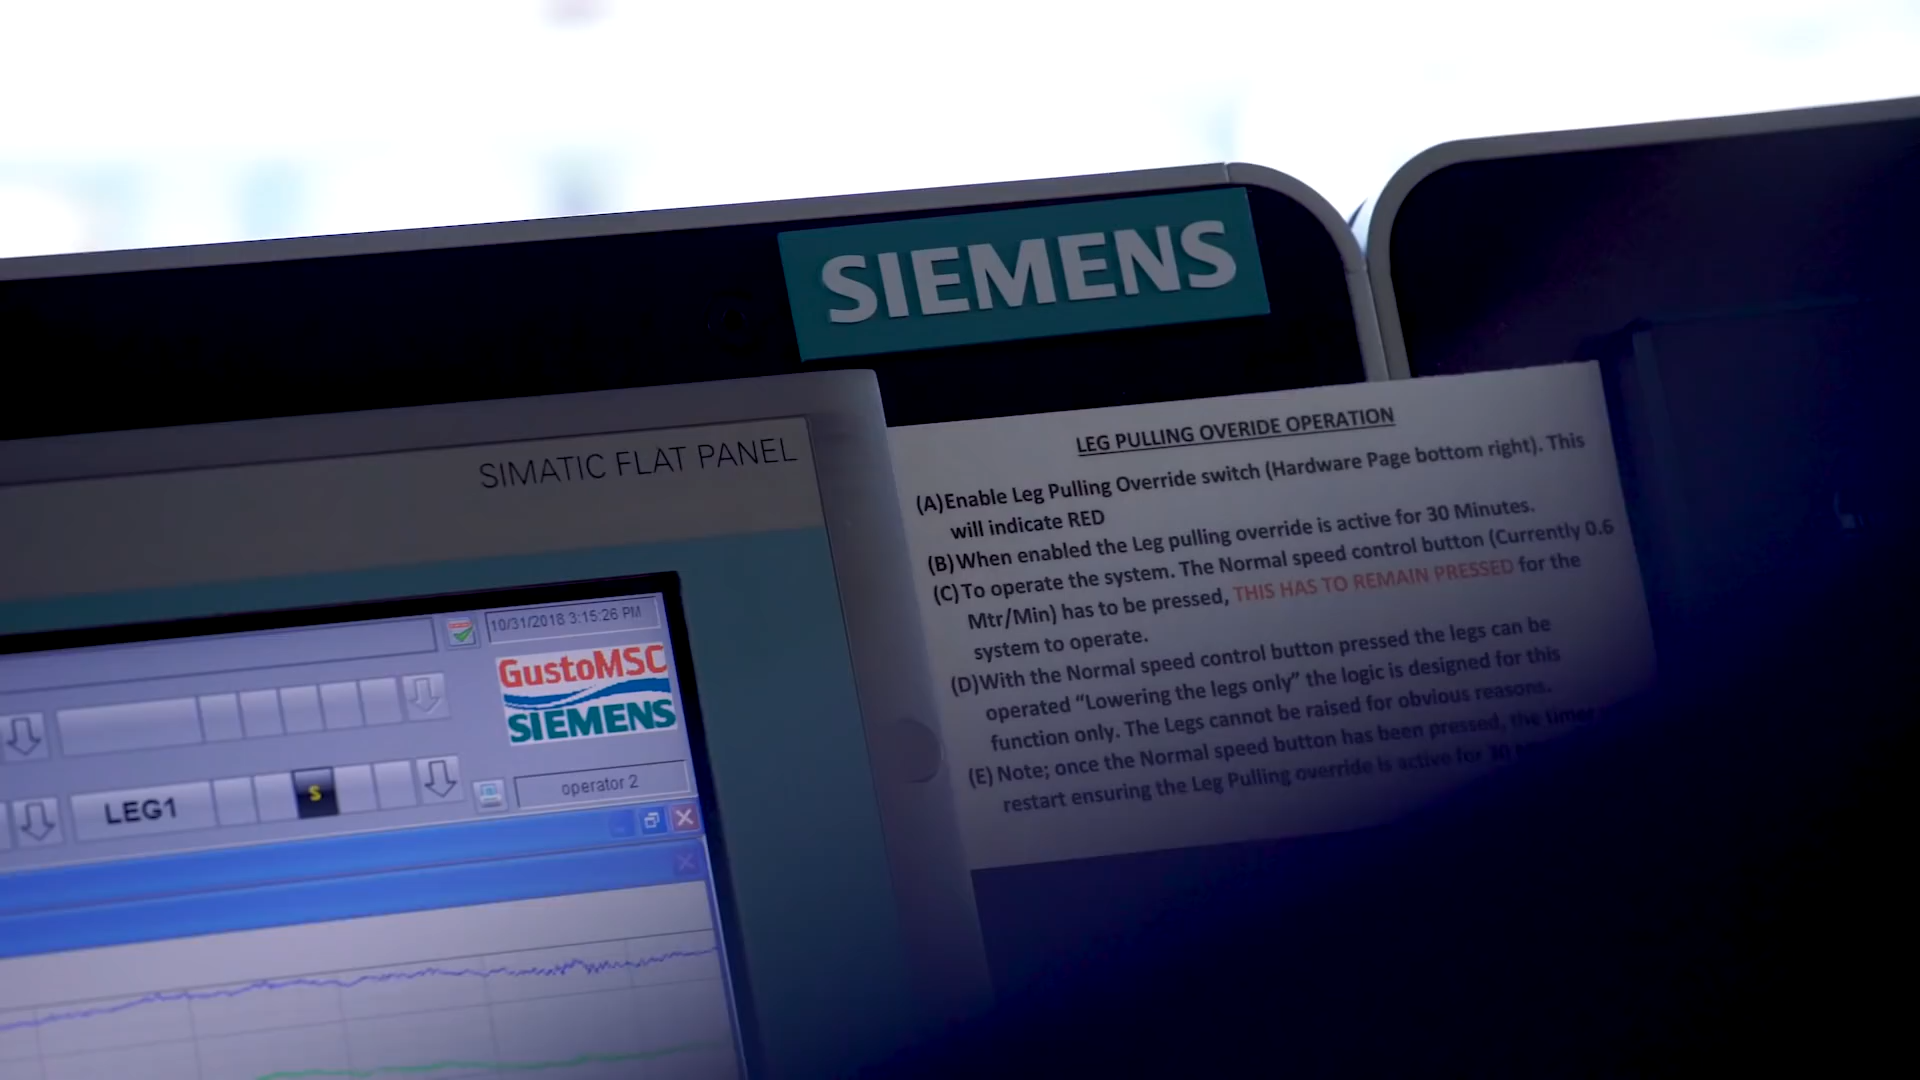 SIEMENS
SIMATIC FLAT PANEL
10/31/2018 3:15:26 PM
GustoMSC
SIEMENS
LEG1
S
operator 2
LEG PULLING OVERIDE OPERATION
(A)Enable Leg Pulling Override switch (Hardware Page bottom right). This
will indicate RED
(B)When enabled the Leg pulling override is active for 30 Minutes.
(C)To operate the system. The Normal speed control button (Currently 0.6
Mtr/Min) has to be pressed, THIS HAS TO REMAIN PRESSED for the
system to operate.
(D)With the Normal speed control button pressed the legs can be
operated “Lowering the legs only” the logic is designed for this
function only. The Legs cannot be raised for obvious reasons.
(E)Note; once the Normal speed button has been pressed, the timer
restart ensuring the Leg Pulling override is active for 30